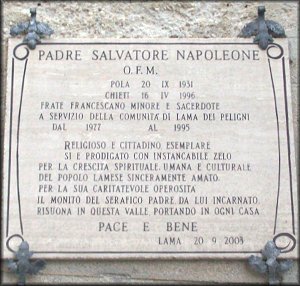 PADRE SALVATORE NAPOLEONE
O.F.M.
POLA 20 IX 1931
CHIETI 16 IV 1996
FRATE FRANCESCANO MINORE E SACERDOTE
A SERVIZIO DELLA COMUNITÀ DI LAMA DEI PELIGNI
DAL 1977 AL 1995
RELIGIOSO E CITTADINO, ESEMPLARE
SI È PRODIGATO CON INSTANCABILE ZELO
PER LA CRESCITA SPIRITUALE, UMANA E CULTURALE
DEL POPOLO LAMESE SINCERAMENTE AMATO.
PER LA SUA CARITATEVOLE OPEROSITÀ
IL MONITO DEL SERAFICO PADRE, DA LUI INCARNATO,
RISUONA IN QUESTA VALLE PORTANDO IN OGNI CASA
PACE E BENE
LAMA 20 9 2003